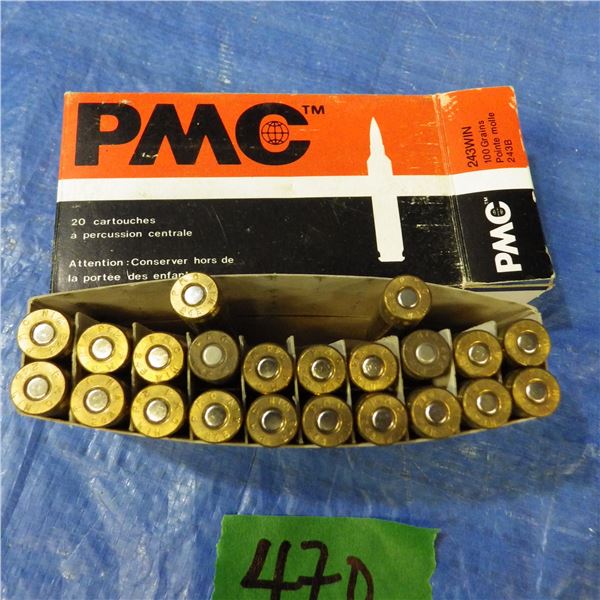 PMC™
20 cartouches
à percussion centrale
Attention: Conserver hors de
la portée des enfants
243WIN
100 Grains
Pointe molle
243B
PMC™
470